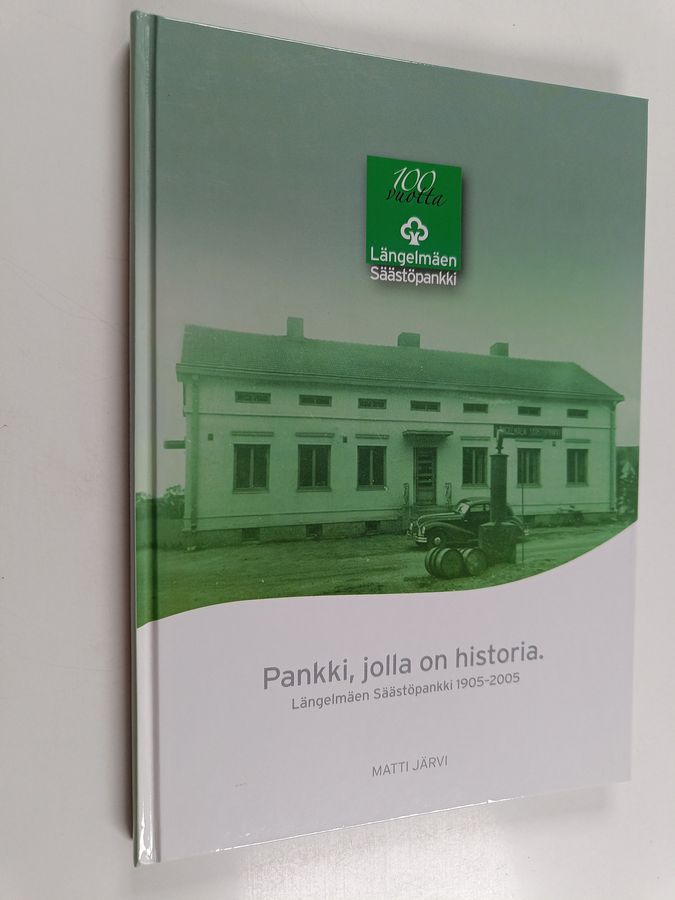 100
vuotta
Längelmäen
Säästöpankki
Pankki, jolla on historia.
Längelmäen Säästöpankki 1905–2005
MATTI JÄRVI